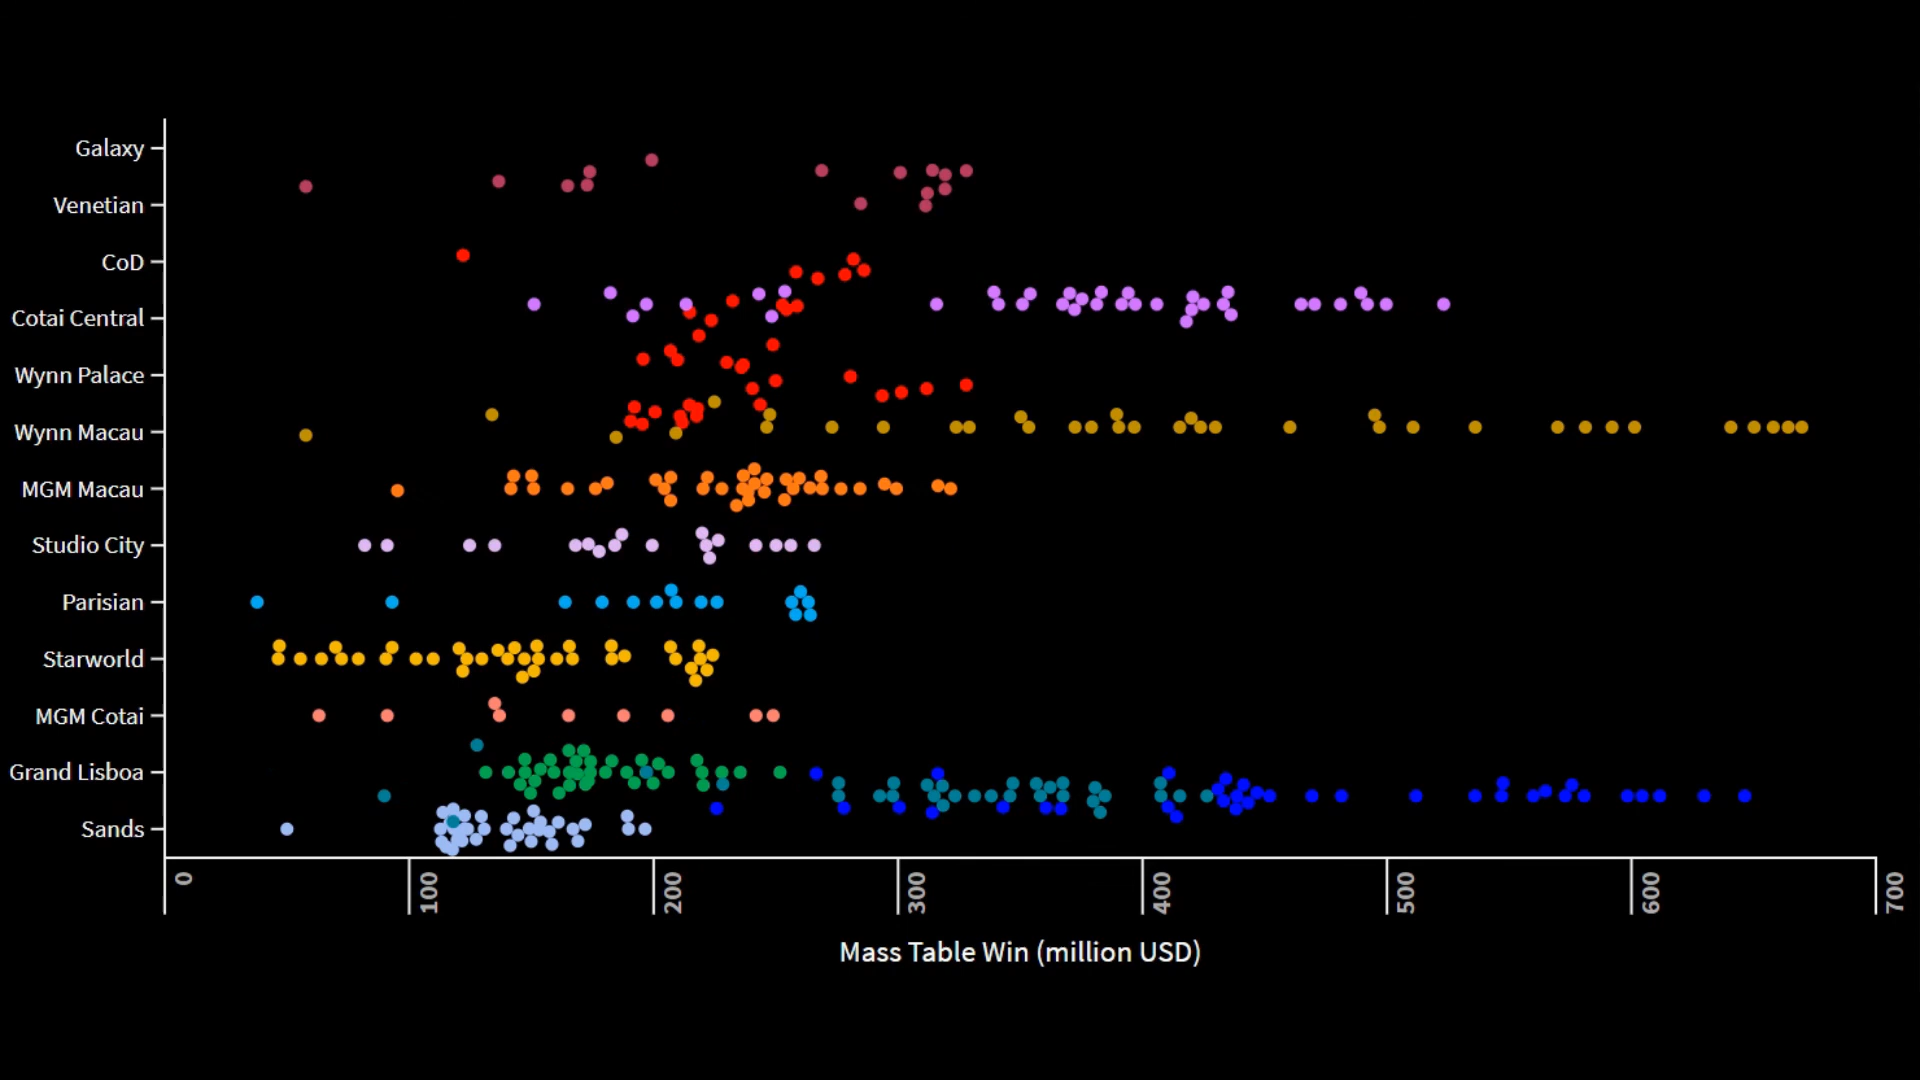 Galaxy
Venetian
CoD
Cotai Central
Wynn Palace
Wynn Macau
MGM Macau
Studio City
Parisian
Starworld
MGM Cotai
Grand Lisboa
Sands
0
100
200
300
400
500
600
700
Mass Table Win (million USD)